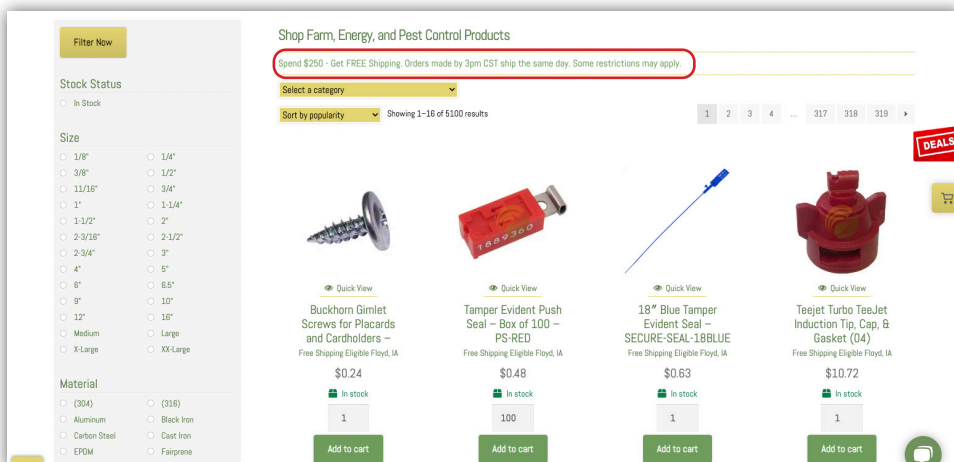 Filter Now
Stock Status
In Stock
Size
1/8"
1/4"
3/8"
1/2"
11/16"
3/4"
1"
1-1/4"
1-1/2"
2"
2-3/16"
2-1/2"
2-3/4"
3"
4"
5"
6"
6.5"
9"
10"
12"
16"
Medium
Large
X-Large
XX-Large
Material
(304)
(316)
Aluminum
Black Iron
Carbon Steel
Cast Iron
EPDM
Fairprene
Shop Farm, Energy, and Pest Control Products
Spend $250 - Get FREE Shipping. Orders made by 3pm CST ship the same day. Some restrictions may apply.
Select a category
Sort by popularity
Showing 1–16 of 5100 results
1 2 3 4 ... 317 318 319
DEALS
1889360
Quick View
Buckhorn Gimlet
Screws for Placards
and Cardholders –
Free Shipping Eligible Floyd, IA
$0.24
In stock
1
Add to cart
Quick View
Tamper Evident Push
Seal – Box of 100 –
PS-RED
Free Shipping Eligible Floyd, IA
$0.48
In stock
100
Add to cart
Quick View
18″ Blue Tamper
Evident Seal –
SECURE-SEAL-18BLUE
Free Shipping Eligible Floyd, IA
$0.63
In stock
1
Add to cart
Quick View
Teejet Turbo TeeJet
Induction Tip, Cap, &
Gasket (04)
Free Shipping Eligible Floyd, IA
$10.72
In stock
1
Add to cart